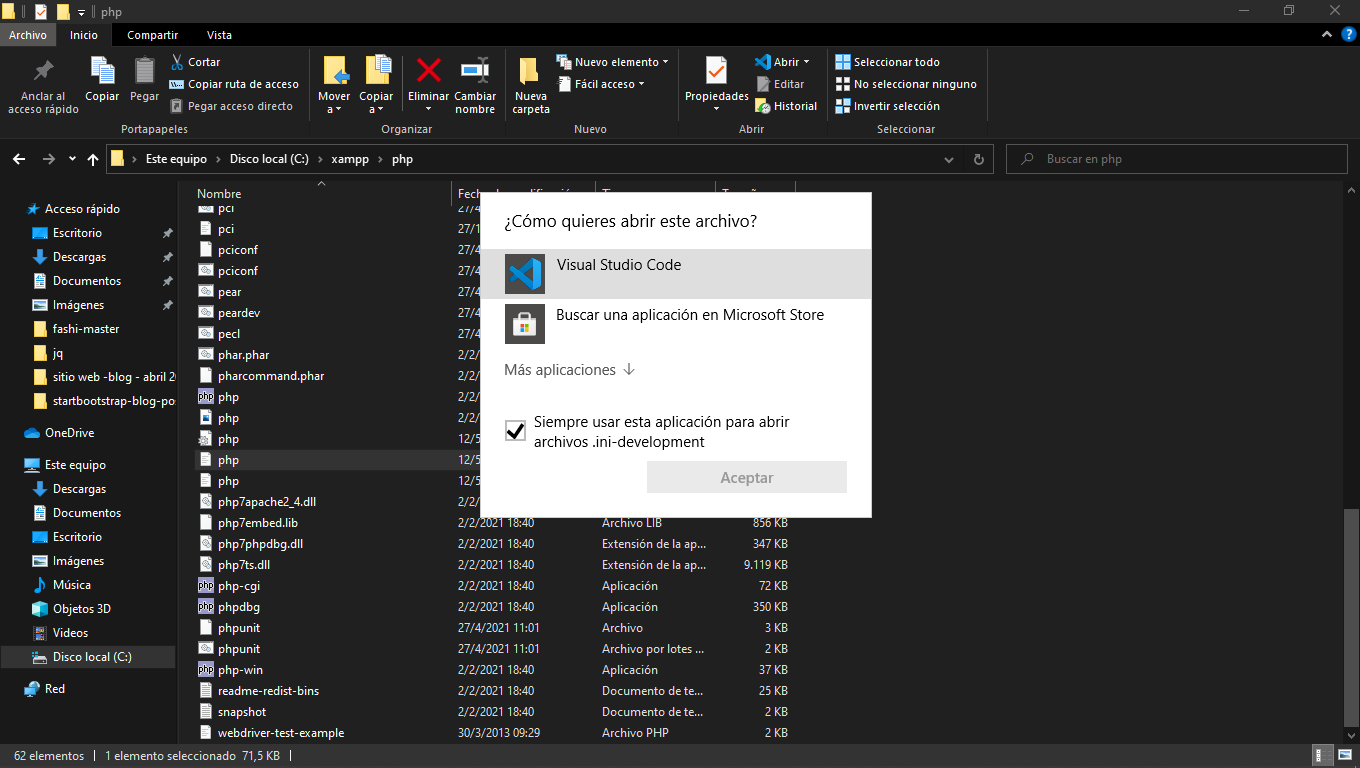 php
Archivo Inicio Compartir Vista
Anclar al
acceso rápido
Copiar
Pegar
Cortar
Copiar ruta de acceso
Pegar acceso directo
Portapapeles
Mover
a
Copiar
a
Eliminar
Cambiar
nombre
Organizar
Nueva
carpeta
Nuevo elemento
Fácil acceso
Nuevo
Propiedades
Abrir
Editar
Historial
Abrir
Seleccionar todo
No seleccionar ninguno
Invertir selección
Seleccionar
Este equipo > Disco local (C:) > xampp > php
Buscar en php
Acceso rápido
Escritorio
Descargas
Documentos
Imágenes
fashi-master
jq
sitio web -blog - abril 20
startbootstrap-blog-pos
OneDrive
Este equipo
Descargas
Documentos
Escritorio
Imágenes
Música
Objetos 3D
Videos
Disco local (C:)
Red
Nombre
pci 27/4
pci 27/1
pciconf 27/4
pciconf 27/4
pear 27/4
peardev 27/4
pecl 27/4
phar.phar 2/2/
pharcommand.phar 2/2/
php 2/2/
php 2/2/
php 12/5
php 12/5
php 12/5
php7apache2_4.dll 2/2/
php7embed.lib 2/2/2021 18:40 Archivo LIB 856 KB
php7phpdbg.dll 2/2/2021 18:40 Extensión de la ap... 347 KB
php7ts.dll 2/2/2021 18:40 Extensión de la ap... 9.119 KB
php-cgi 2/2/2021 18:40 Aplicación 72 KB
phpdbg 2/2/2021 18:40 Aplicación 350 KB
phpunit 27/4/2021 11:01 Archivo 3 KB
phpunit 27/4/2021 11:01 Archivo por lotes ... 2 KB
php-win 2/2/2021 18:40 Aplicación 37 KB
readme-redist-bins 2/2/2021 18:40 Documento de te... 25 KB
snapshot 2/2/2021 18:40 Documento de te... 2 KB
webdriver-test-example 30/3/2013 09:29 Archivo PHP 2 KB
¿Cómo quieres abrir este archivo?
Visual Studio Code
Buscar una aplicación en Microsoft Store
Más aplicaciones
Siempre usar esta aplicación para abrir
archivos .ini-development
Aceptar
62 elementos 1 elemento seleccionado 71,5 KB